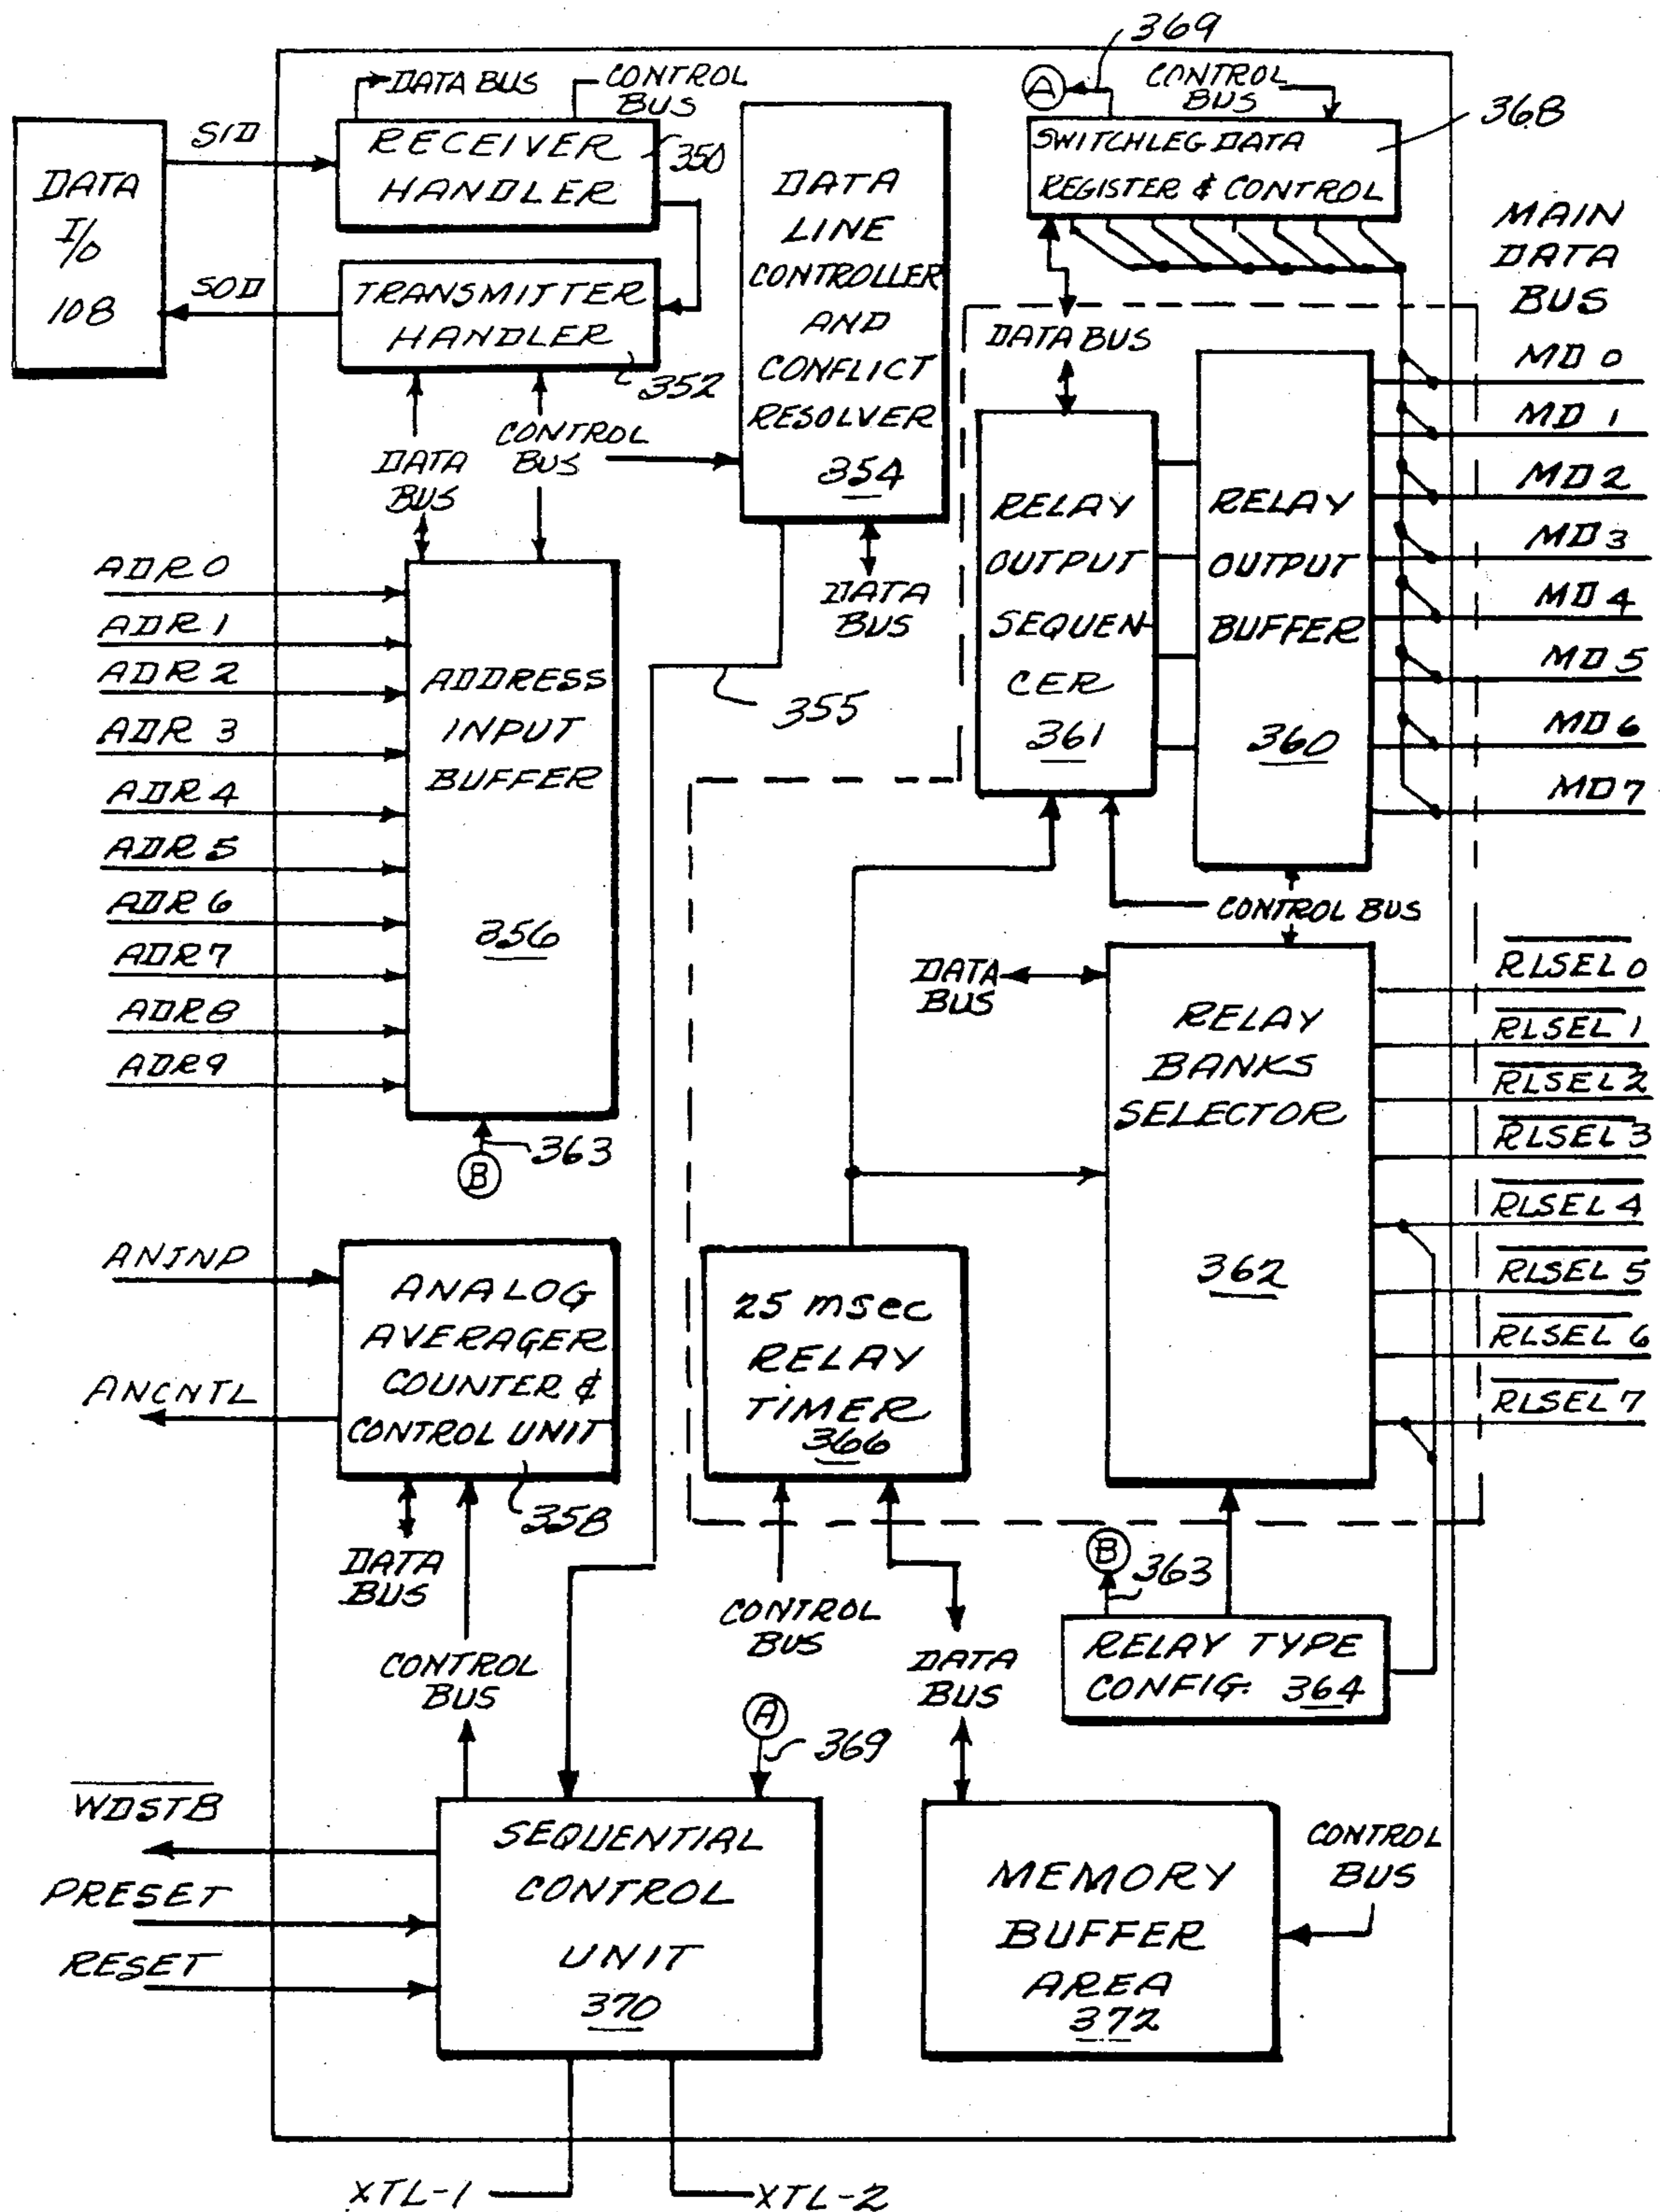 369
DATA BUS
CONTROL
BUS
A
CONTROL
BUS
368
SID
RECEIVER
HANDLER
350
DATA
LINE
CONTROLLER
AND
CONFLICT
RESOLVER
354
SWITCHLEG DATA
REGISTER & CONTROL
DATA
I/O
108
MAIN
DATA
BUS
SOD
TRANSMITTER
HANDLER
352
DATA BUS
MD 0
MD 1
MD 2
MD 3
MD 4
MD 5
MD 6
MD 7
DATA
BUS
CONTROL
BUS
RELAY
OUTPUT
SEQUEN
CER
361
RELAY
OUTPUT
BUFFER
360
DATA
BUS
ADR 0
ADR 1
ADR 2
ADR 3
ADR 4
ADR 5
ADR 6
ADR 7
ADR 8
ADR 9
ADDRESS
INPUT
BUFFER
356
355
CONTROL BUS
DATA
BUS
RELAY
BANKS
SELECTOR
362
RLSEL 0
RLSEL 1
RLSEL 2
RLSEL 3
RLSEL 4
RLSEL 5
RLSEL 6
RLSEL 7
363
B
ANINP
ANCNTL
ANALOG
AVERAGER
COUNTER &
CONTROL UNIT
358
25 msec
RELAY
TIMER
366
DATA
BUS
CONTROL
BUS
CONTROL
BUS
DATA
BUS
B
363
RELAY TYPE
CONFIG. 364
A
369
WDSTB
PRESET
RESET
SEQUENTIAL
CONTROL
UNIT
370
MEMORY
BUFFER
AREA
372
CONTROL
BUS
XTL-1
XTL-2